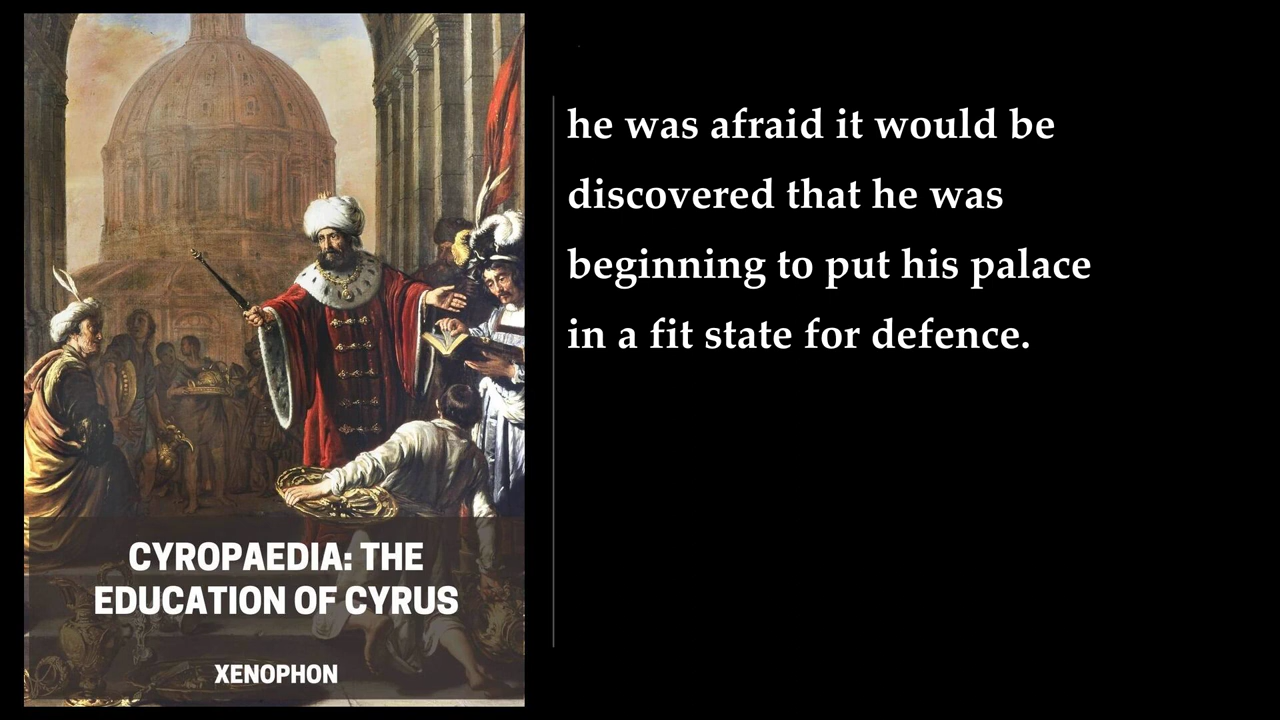 he was afraid it would be
discovered that he was
beginning to put his palace
in a fit state for defence.
CYROPAEDIA: THE
EDUCATION OF CYRUS
XENOPHON